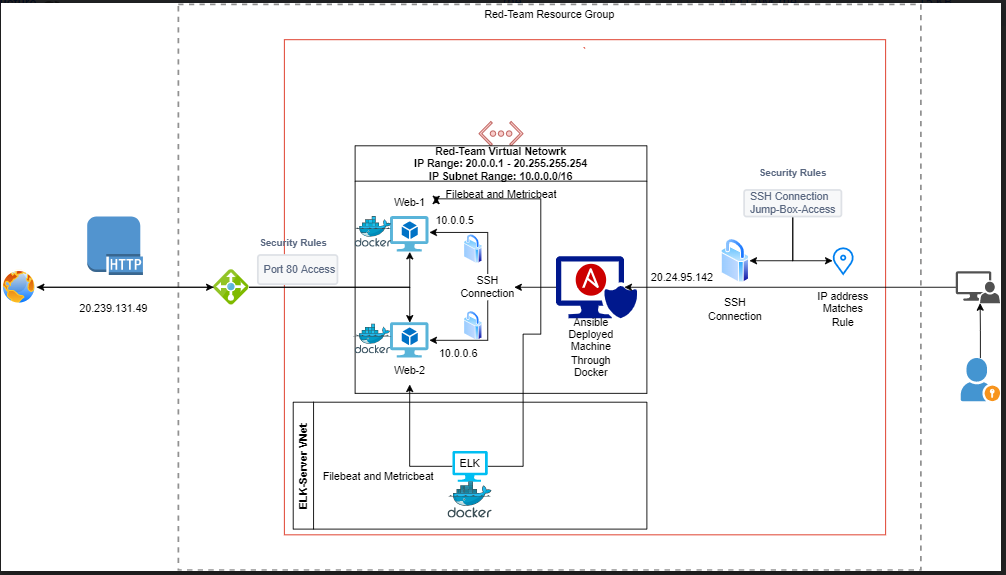 Red-Team Resource Group
Red-Team Virtual Netowrk
IP Range: 20.0.0.1 - 20.255.255.254
IP Subnet Range: 10.0.0.0/16
Filebeat and Metricbeat
Web-1
10.0.0.5
docker
SSH
Connection
docker
10.0.0.6
Web-2
Security Rules
Port 80 Access
HTTP
20.239.131.49
Ansible
Deployed
Machine
Through
Docker
20.24.95.142
Security Rules
SSH Connection
Jump-Box-Access
SSH
Connection
IP address
Matches
Rule
ELK-Server VNet
Filebeat and Metricbeat
ELK
docker